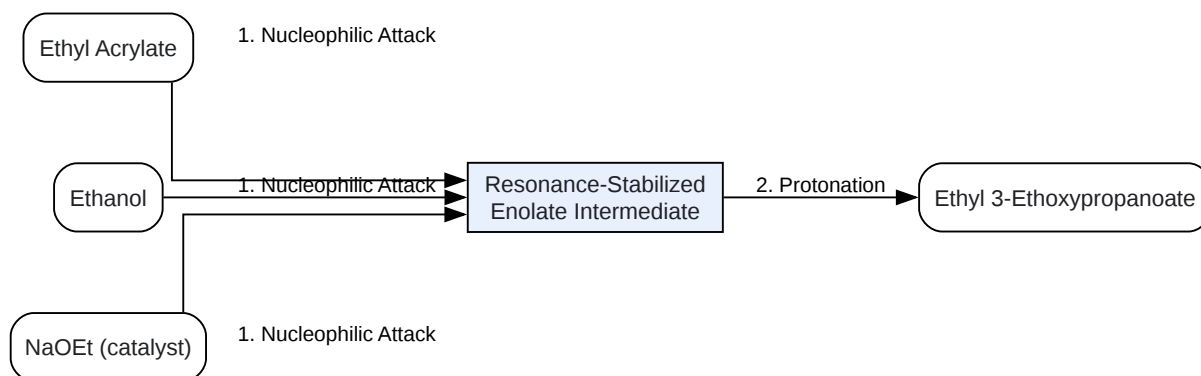 Ethyl Acrylate
1. Nucleophilic Attack
Ethanol
1. Nucleophilic Attack
Resonance-Stabilized
Enolate Intermediate
2. Protonation
Ethyl 3-Ethoxypropanoate
NaOEt (catalyst)
1. Nucleophilic Attack